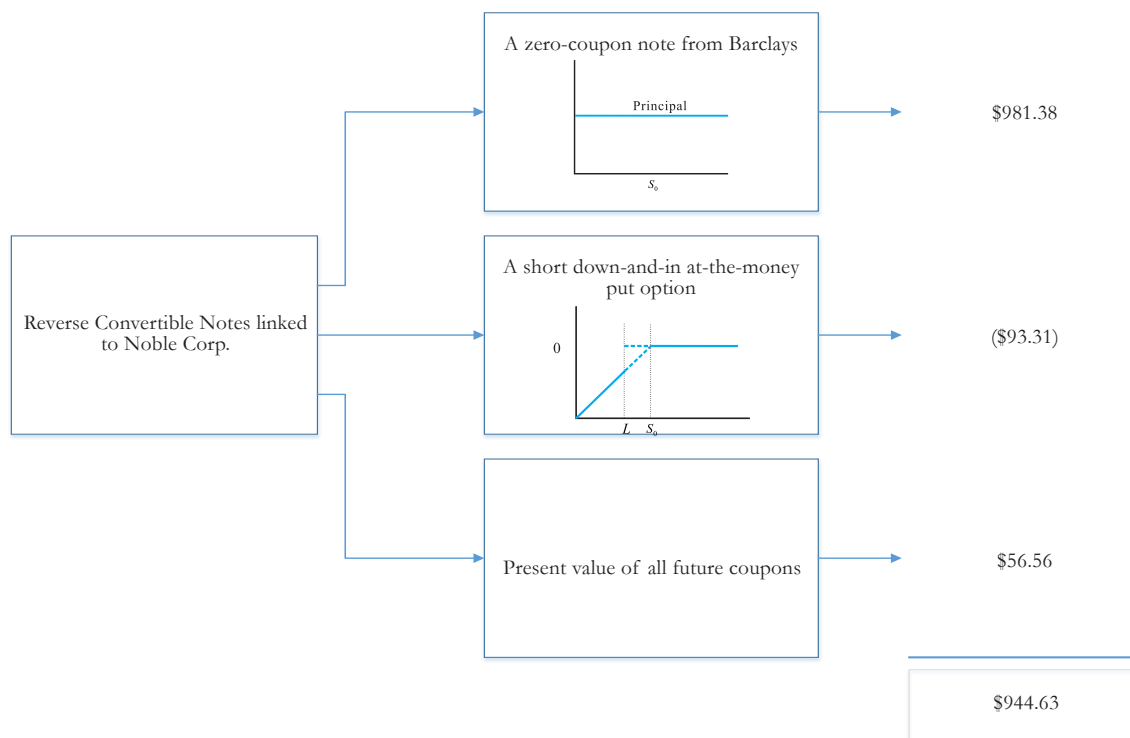 A zero-coupon note from Barclays
Principal
S₀
$981.38
Reverse Convertible Notes linked
to Noble Corp.
A short down-and-in at-the-money
put option
0
L S₀
($93.31)
Present value of all future coupons
$56.56
$944.63